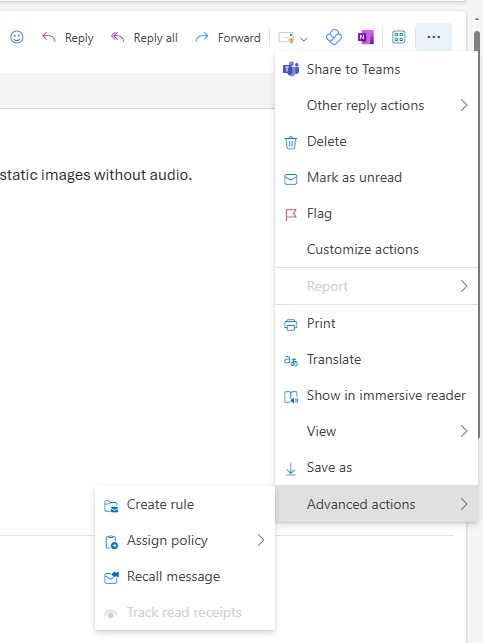 Reply
Reply all
Forward
Share to Teams
Other reply actions
Delete
static images without audio.
Mark as unread
Flag
Customize actions
Report
Print
Translate
Show in immersive reader
View
Save as
Advanced actions
Create rule
Assign policy
Recall message
Track read receipts